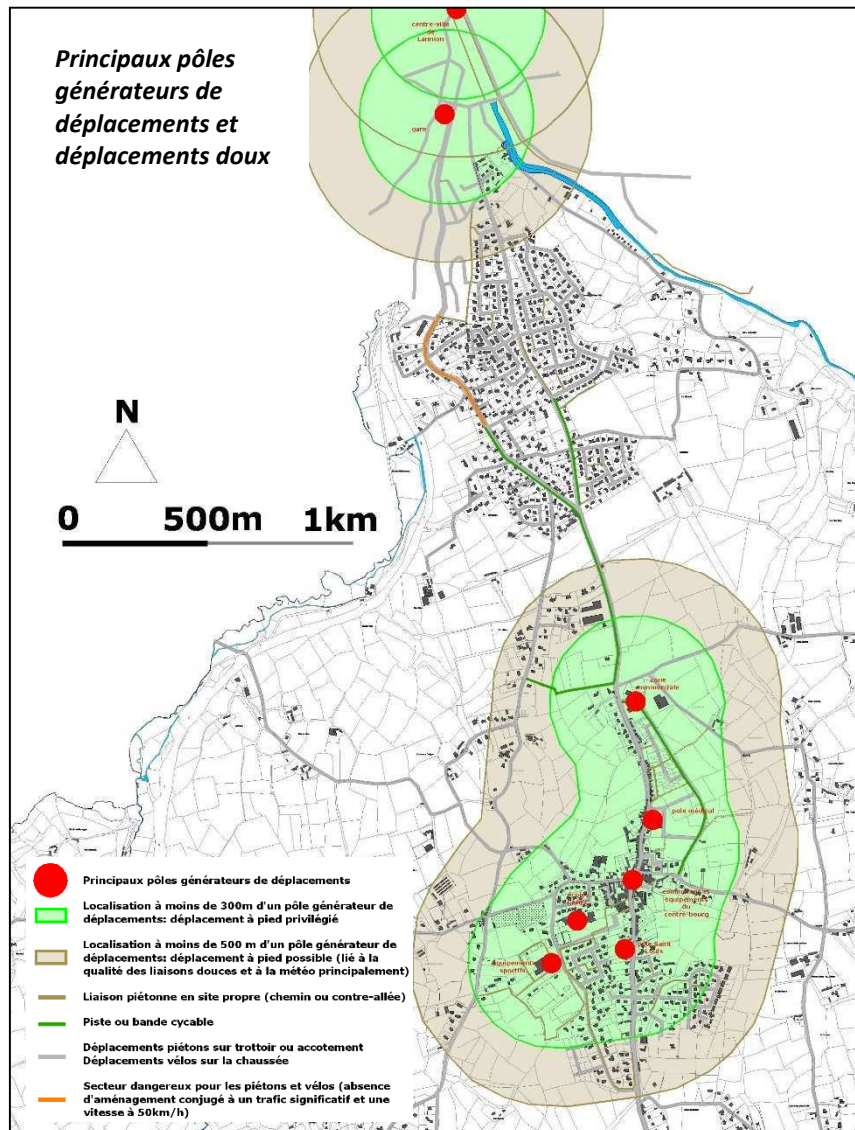 Principaux pôles
générateurs de
déplacements et
déplacements doux
centre-ville
de
Lannion
gare
N
0 500m 1km
zone
commerciale
pole médical
commerces et
équipements
du
centre-bourg
équipements
sportifs
Principaux pôles générateurs de déplacements
Localisation à moins de 300m d'un pôle générateur de
déplacements: déplacement à pied privilégié
Localisation à moins de 500 m d'un pôle générateur de
déplacements: déplacement à pied possible (lié à la
qualité des liaisons douces et à la météo principalement)
Liaison piétonne en site propre (chemin ou contre-allée)
Piste ou bande cycable
Déplacements piétons sur trottoir ou accotement
Déplacements vélos sur la chaussée
Secteur dangereux pour les piétons et vélos (absence
d'aménagement conjugé à un trafic significatif et une
vitesse à 50km/h)